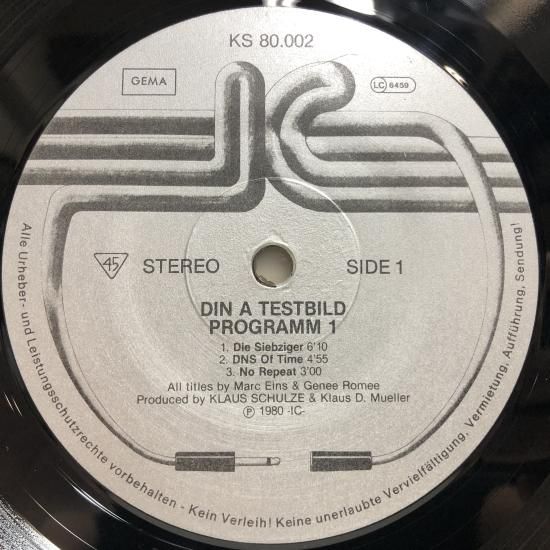 KS 80.002
GEMA
LC 6459
45 STEREO
SIDE 1
DIN A TESTBILD
PROGRAMM 1
1. Die Siebziger 6'10
2. DNS Of Time 4'55
3. No Repeat 3'00
All titles by Marc Eins & Genee Romee
Produced by KLAUS SCHULZE & Klaus D. Mueller
Ⓟ 1980 -IC-
Alle Urheber- und Leistungsschutzrechte vorbehalten - Kein Verleih! Keine unerlaubte Vervielfältigung, Vermietung, Aufführung, Sendung!